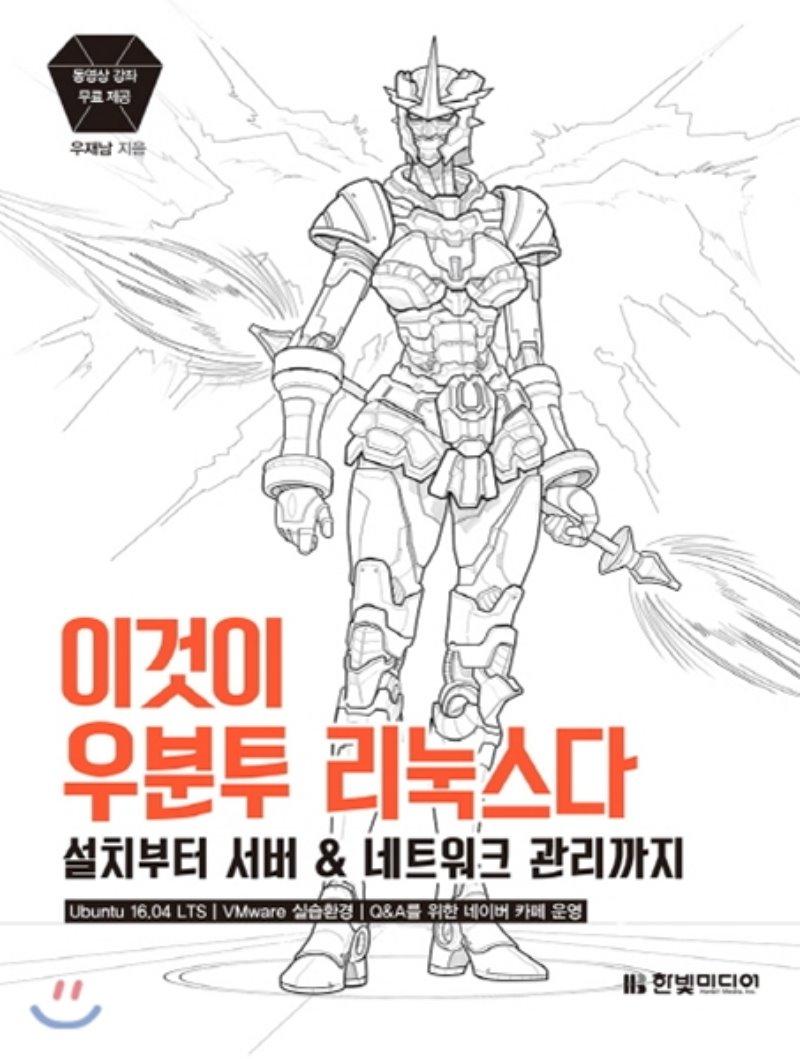 동영상 강좌
무료 제공
우재남 지음
이것이
우분투 리눅스다
설치부터 서버 & 네트워크 관리까지
Ubuntu 16.04 LTS | VMware 실습환경 | Q&A를 위한 네이버 카페 운영
한빛미디어
Hanbit Media, Inc.